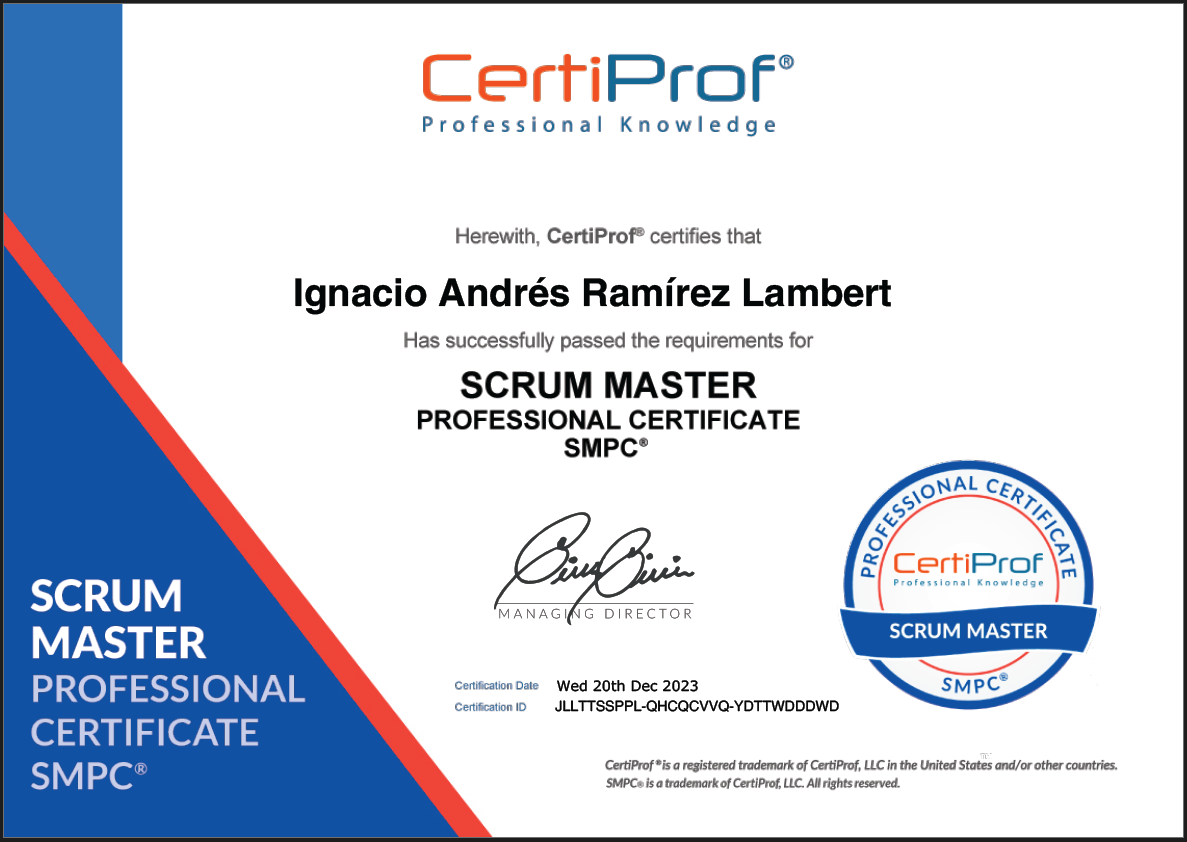 CertiProf®
Professional Knowledge
Herewith, CertiProf® certifies that
Ignacio Andrés Ramírez Lambert
Has successfully passed the requirements for
SCRUM MASTER
PROFESSIONAL CERTIFICATE
SMPC®
MANAGING DIRECTOR
SCRUM
MASTER
PROFESSIONAL
CERTIFICATE
SMPC®
PROFESSIONAL CERTIFICATE
CertiProf
Professional Knowledge
SCRUM MASTER
SMPC®
Certification Date Wed 20th Dec 2023
Certification ID JLLTTSSPPL-QHCQCVVQ-YDTTWDDDWD
CertiProf ® is a registered trademark of CertiProf, LLC in the United States and/or other countries.
SMPC® is a trademark of CertiProf, LLC. All rights reserved.